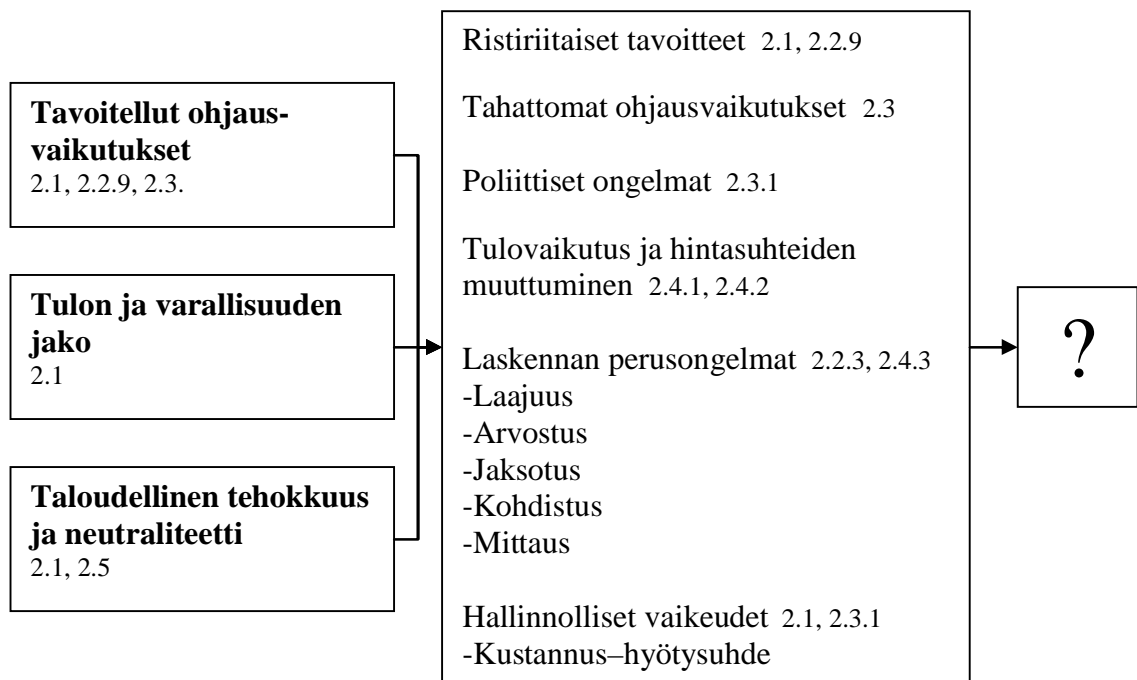 Tavoitellut ohjaus-
vaikutukset
2.1, 2.2.9, 2.3.
Tulon ja varallisuuden
jako
2.1
Taloudellinen tehokkuus
ja neutraliteetti
2.1, 2.5
Ristiriitaiset tavoitteet 2.1, 2.2.9
Tahattomat ohjausvaikutukset 2.3
Poliittiset ongelmat 2.3.1
Tulovaikutus ja hintasuhteiden
muuttuminen 2.4.1, 2.4.2
Laskennan perusongelmat 2.2.3, 2.4.3
-Laajuus
-Arvostus
-Jaksotus
-Kohdistus
-Mittaus
Hallinnolliset vaikeudet 2.1, 2.3.1
-Kustannus–hyötysuhde
?